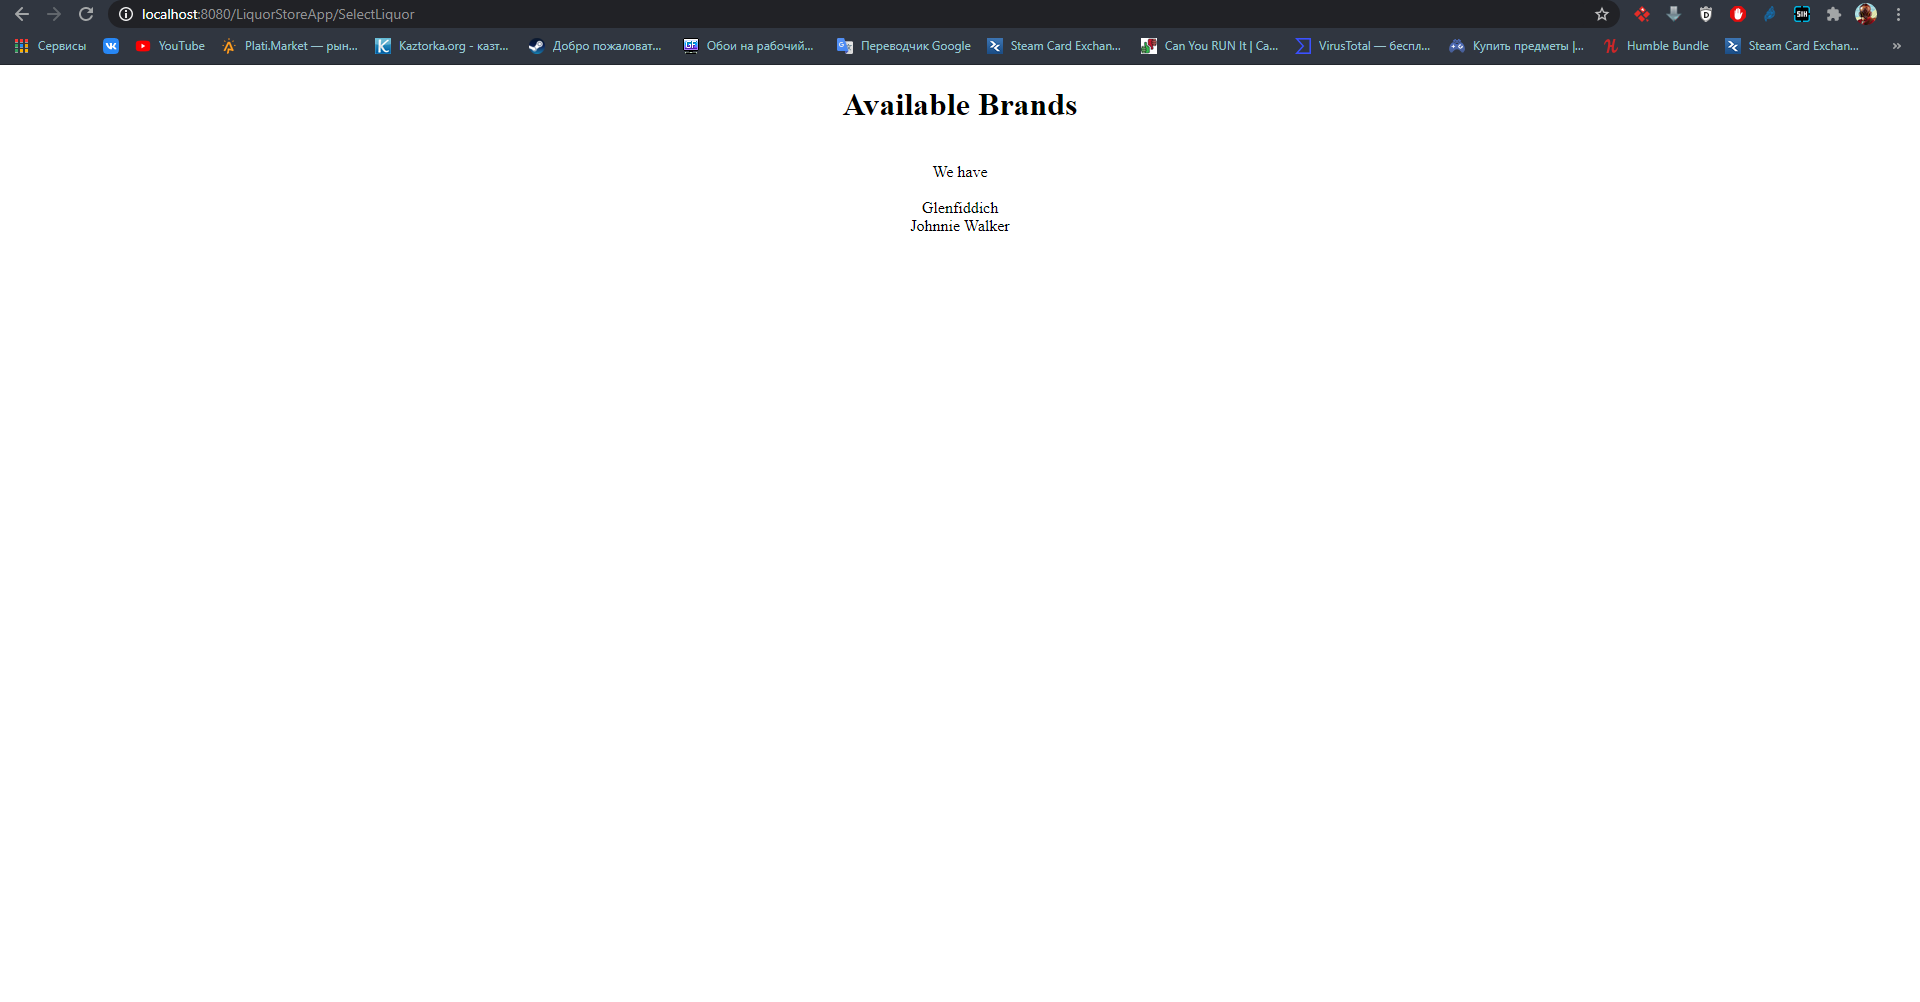 localhost:8080/LiquorStoreApp/SelectLiquor
Сервисы YouTube Plati.Market — рын... Kaztorka.org - казт... Добро пожаловат... GF Обои на рабочий... Переводчик Google Steam Card Exchan... Can You RUN It | Ca... VirusTotal — беспл... Купить предметы |... Humble Bundle Steam Card Exchan... »
Available Brands
We have
Glenfiddich
Johnnie Walker